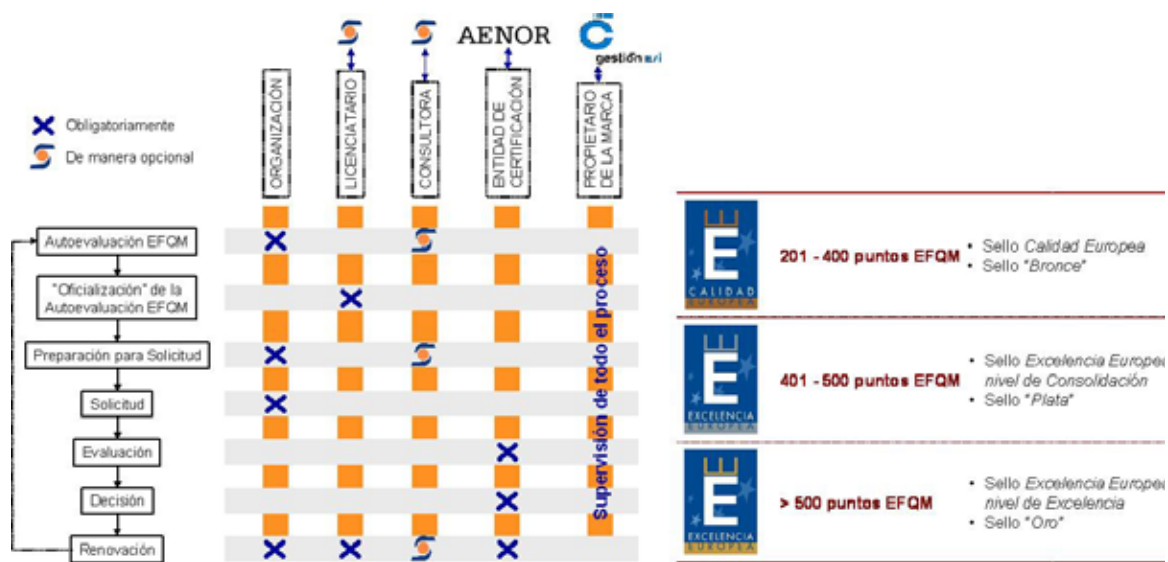 AENOR
gestión e+i
Obligatoriamente
De manera opcional
ORGANIZACIÓN
LICENCIATARIO
CONSULTORA
ENTIDAD DE
CERTIFICACIÓN
PROPIETARIO
DE LA MARCA
Autoevaluación EFQM
"Oficialización" de la
Autoevaluación EFQM
Preparación para Solicitud
Solicitud
Evaluación
Decisión
Renovación
Supervisión de todo el proceso
E
CALIDAD
EUROPEA
201 - 400 puntos EFQM
• Sello Calidad Europea
• Sello "Bronce"
E
EXCELENCIA
EUROPEA
401 - 500 puntos EFQM
• Sello Excelencia Europea
nivel de Consolidación
• Sello "Plata"
E
EXCELENCIA
EUROPEA
> 500 puntos EFQM
• Sello Excelencia Europea
nivel de Excelencia
• Sello "Oro"